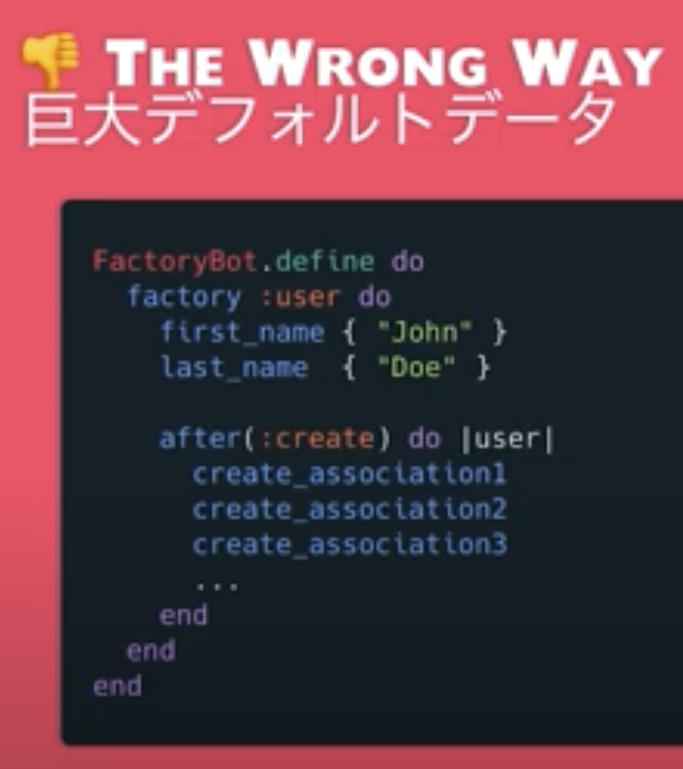 👎 THE WRONG WAY
巨大デフォルトデータ
FactoryBot.define do
  factory :user do
    first_name { "John" }
    last_name  { "Doe" }

    after(:create) do |user|
      create_association1
      create_association2
      create_association3
      ...
    end
  end
end